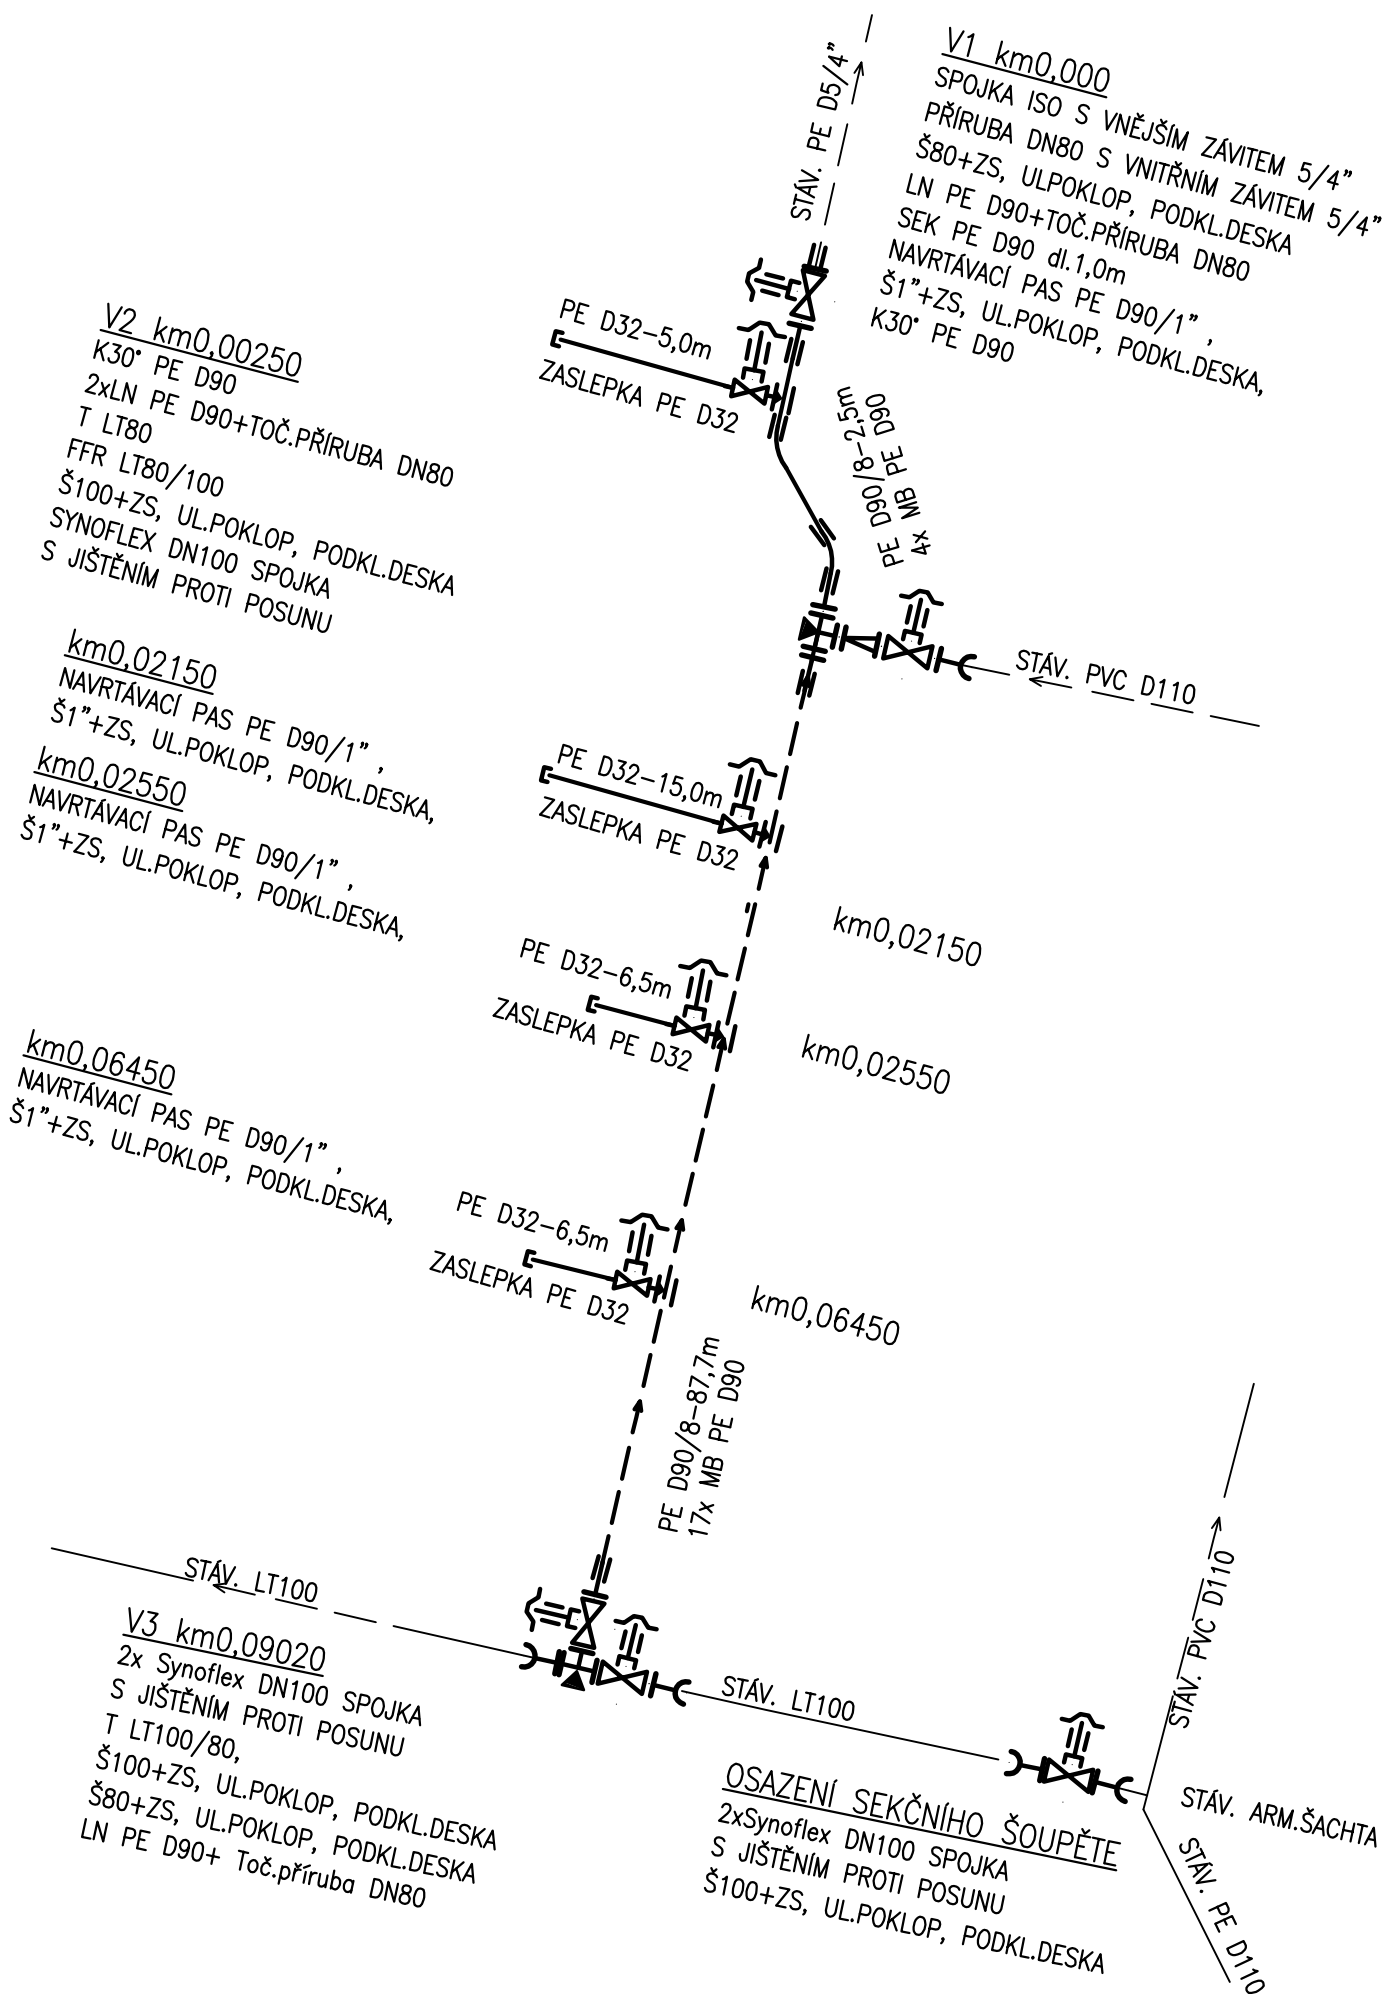 STÁV. PE D5/4”
V1 km0,000
SPOJKA ISO S VNĚJŠÍM ZÁVITEM 5/4”
PŘÍRUBA DN80 S VNITŘNÍM ZÁVITEM 5/4”
Š80+ZS, ULPOKLOP, PODKL.DESKA
LN PE D90+TOČ.PŘÍRUBA DN80
SEK PE D90 dl.1,0m
NAVRTÁVACÍ PAS PE D90/1” ,
Š1”+ZS, UL.POKLOP, PODKL.DESKA,
K30° PE D90
V2 km0,00250
K30° PE D90
2xLN PE D90+TOČ.PŘÍRUBA DN80
T LT80
FFR LT80/100
Š100+ZS, UL.POKLOP, PODKL.DESKA
SYNOFLEX DN100 SPOJKA
S JIŠTĚNÍM PROTI POSUNU
PE D32-5,0m
ZASLEPKA PE D32
PE D90/8-2,5m
4x MB PE D90
STÁV. PVC D110
km0,02150
NAVRTÁVACÍ PAS PE D90/1” ,
Š1”+ZS, UL.POKLOP, PODKL.DESKA,
km0,02550
NAVRTÁVACÍ PAS PE D90/1” ,
Š1”+ZS, UL.POKLOP, PODKL.DESKA,
PE D32-15,0m
ZASLEPKA PE D32
km0,02150
PE D32-6,5m
ZASLEPKA PE D32
km0,02550
km0,06450
NAVRTÁVACÍ PAS PE D90/1” ,
Š1”+ZS, UL.POKLOP, PODKL.DESKA,
PE D32-6,5m
ZASLEPKA PE D32
km0,06450
PE D90/8-87,7m
17x MB PE D90
STÁV. LT100
V3 km0,09020
2x Synoflex DN100 SPOJKA
S JIŠTĚNÍM PROTI POSUNU
T LT100/80,
Š100+ZS, UL.POKLOP, PODKL.DESKA
Š80+ZS, UL.POKLOP, PODKL.DESKA
LN PE D90+ Toč.příruba DN80
STÁV. LT100
STÁV. PVC D110
OSAZENÍ SEKČNÍHO ŠOUPĚTE
2xSynoflex DN100 SPOJKA
S JIŠTĚNÍM PROTI POSUNU
Š100+ZS, UL.POKLOP, PODKL.DESKA
STÁV. ARM.ŠACHTA
STÁV. PE D110